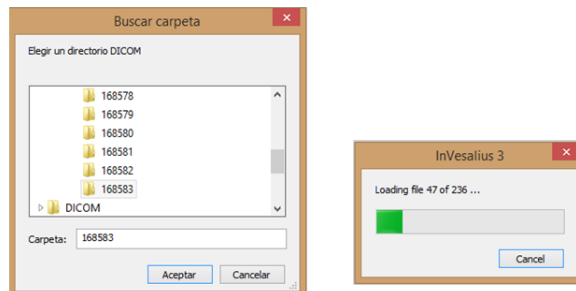 Buscar carpeta
Elegir un directorio DICOM
168578
168579
168580
168581
168582
168583
DICOM
Carpeta: 168583
Aceptar Cancelar
InVesalius 3
Loading file 47 of 236 ...
Cancel